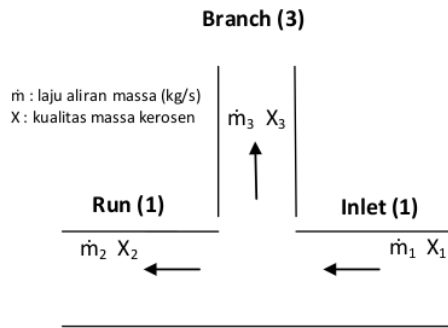 Branch (3)
ṁ : laju aliran massa (kg/s)
X : kualitas massa kerosen
ṁ₃ X₃
Run (1)
Inlet (1)
ṁ₂ X₂
ṁ₁ X₁